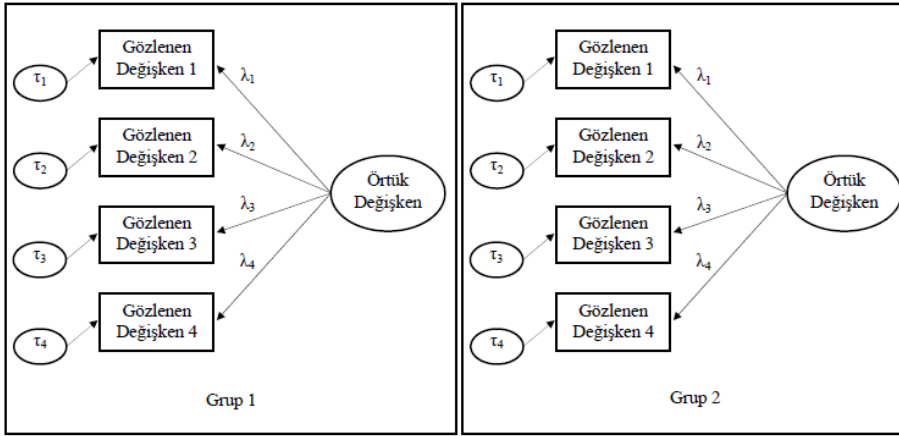 Gözlenen
Değişken 1
τ1
λ1
Gözlenen
Değişken 2
τ2
λ2
Örtük
Değişken
Gözlenen
Değişken 3
τ3
λ3
Gözlenen
Değişken 4
τ4
λ4
Grup 1
Gözlenen
Değişken 1
τ1
λ1
Gözlenen
Değişken 2
τ2
λ2
Örtük
Değişken
Gözlenen
Değişken 3
τ3
λ3
Gözlenen
Değişken 4
τ4
λ4
Grup 2